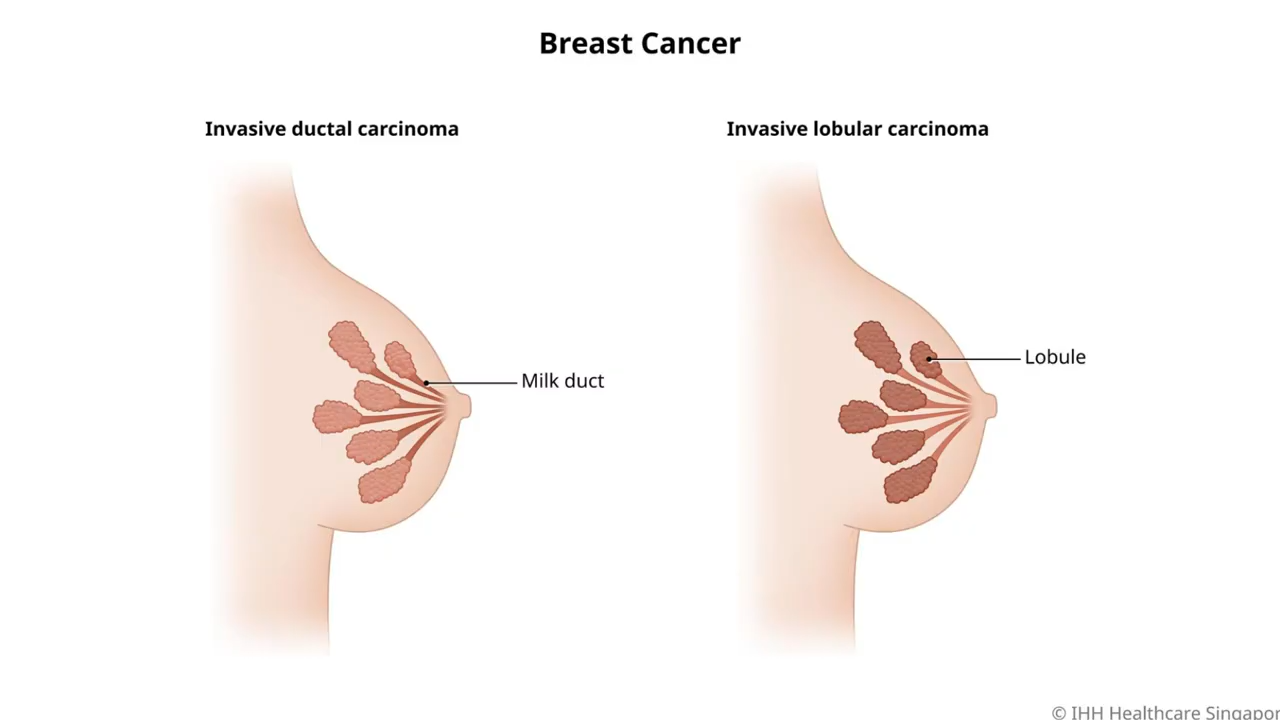 Breast Cancer
Invasive ductal carcinoma
Invasive lobular carcinoma
Milk duct
Lobule
© IHH Healthcare Singapor